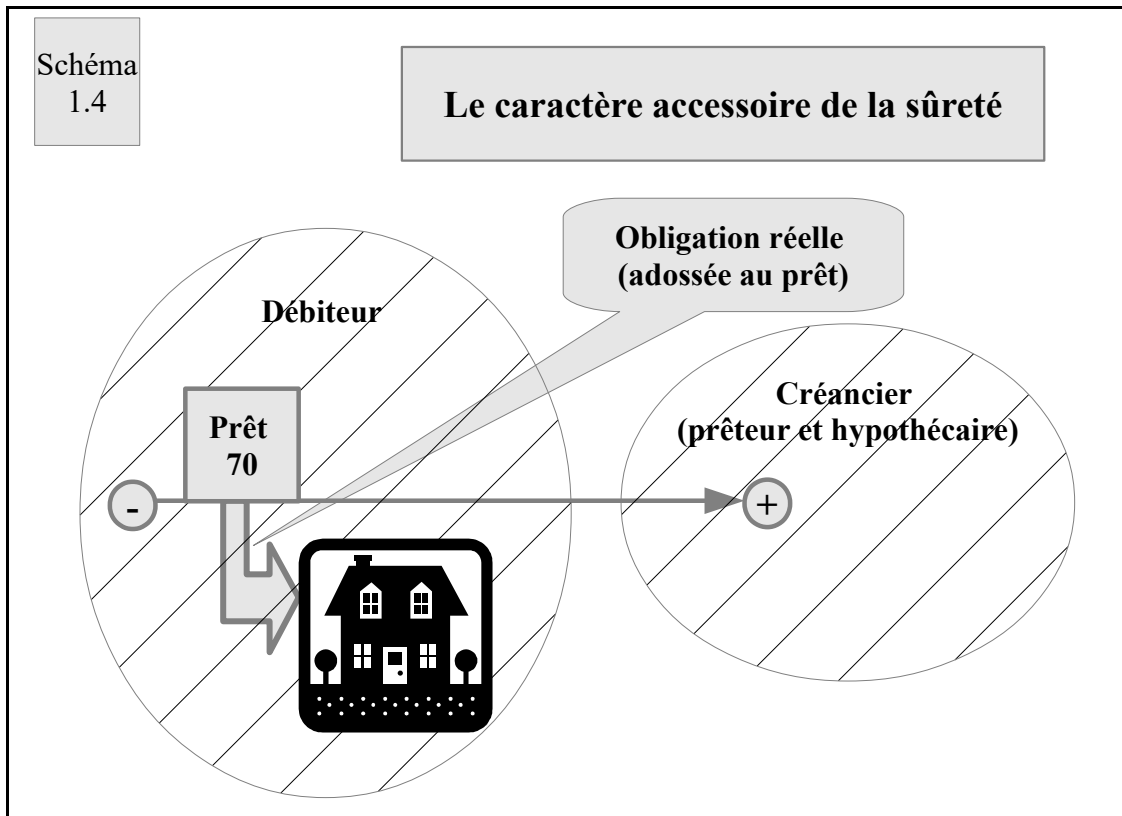 Schéma
1.4
Le caractère accessoire de la sûreté
Obligation réelle
(adossée au prêt)
Débiteur
Créancier
(prêteur et hypothécaire)
Prêt
70
-
+